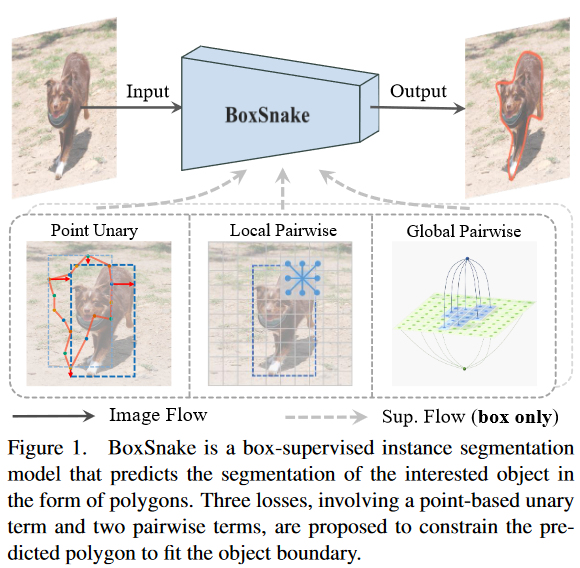 Input
BoxSnake
Output
Point Unary
Local Pairwise
Global Pairwise
Image Flow
Sup. Flow (box only)
Figure 1. BoxSnake is a box-supervised instance segmentation
model that predicts the segmentation of the interested object in
the form of polygons. Three losses, involving a point-based unary
term and two pairwise terms, are proposed to constrain the pre-
dicted polygon to fit the object boundary.